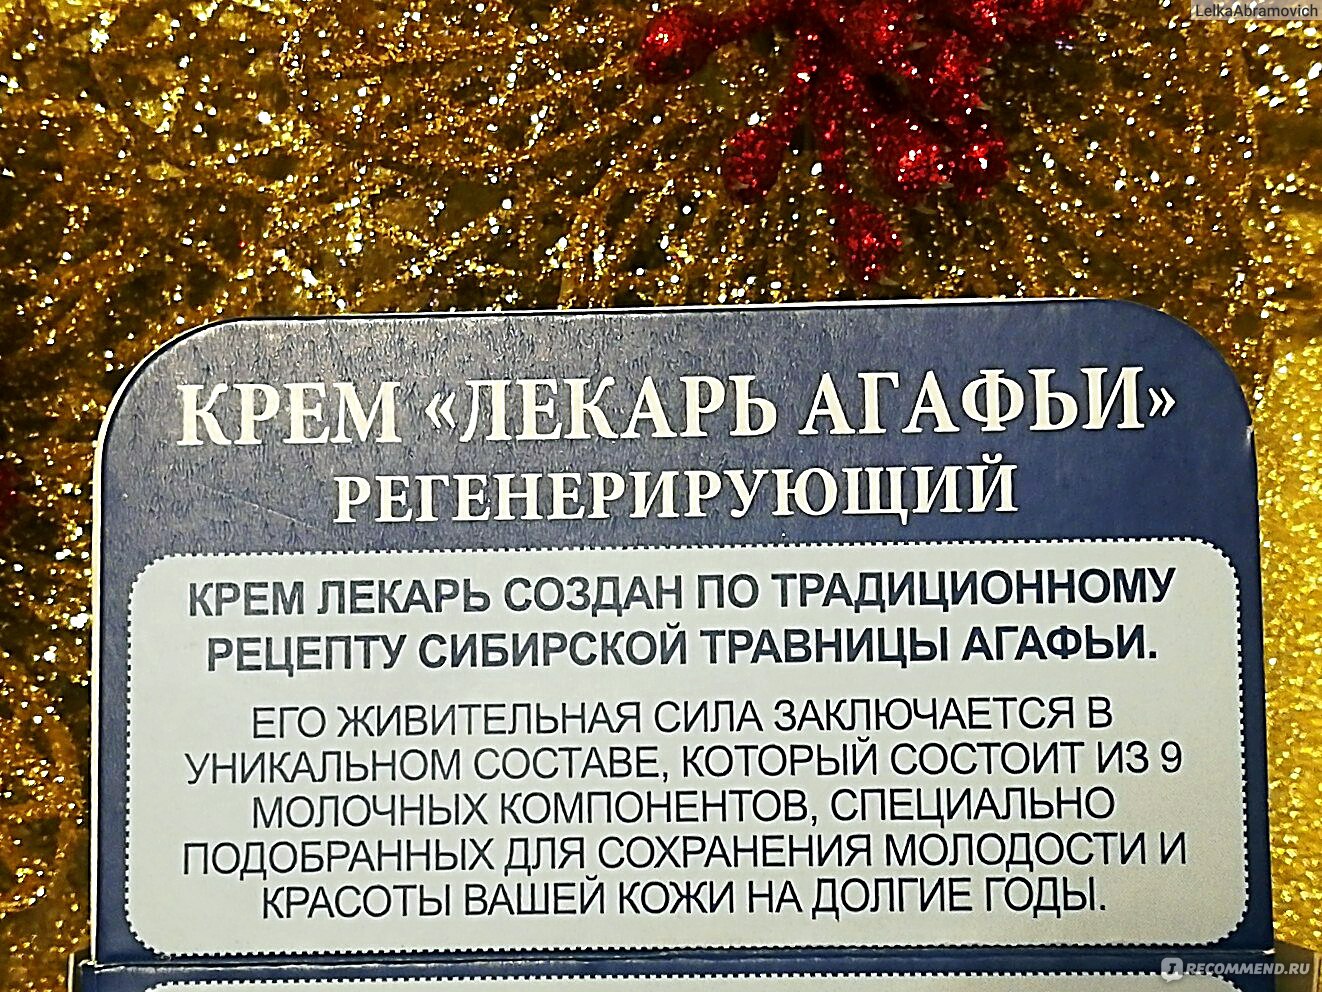 LelkaAbramovich
КРЕМ «ЛЕКАРЬ АГАФЬИ»
РЕГЕНЕРИРУЮЩИЙ
КРЕМ ЛЕКАРЬ СОЗДАН ПО ТРАДИЦИОННОМУ
РЕЦЕПТУ СИБИРСКОЙ ТРАВНИЦЫ АГАФЬИ.
ЕГО ЖИВИТЕЛЬНАЯ СИЛА ЗАКЛЮЧАЕТСЯ В
УНИКАЛЬНОМ СОСТАВЕ, КОТОРЫЙ СОСТОИТ ИЗ 9
МОЛОЧНЫХ КОМПОНЕНТОВ, СПЕЦИАЛЬНО
ПОДОБРАННЫХ ДЛЯ СОХРАНЕНИЯ МОЛОДОСТИ И
КРАСОТЫ ВАШЕЙ КОЖИ НА ДОЛГИЕ ГОДЫ.
IRECOMMEND.RU